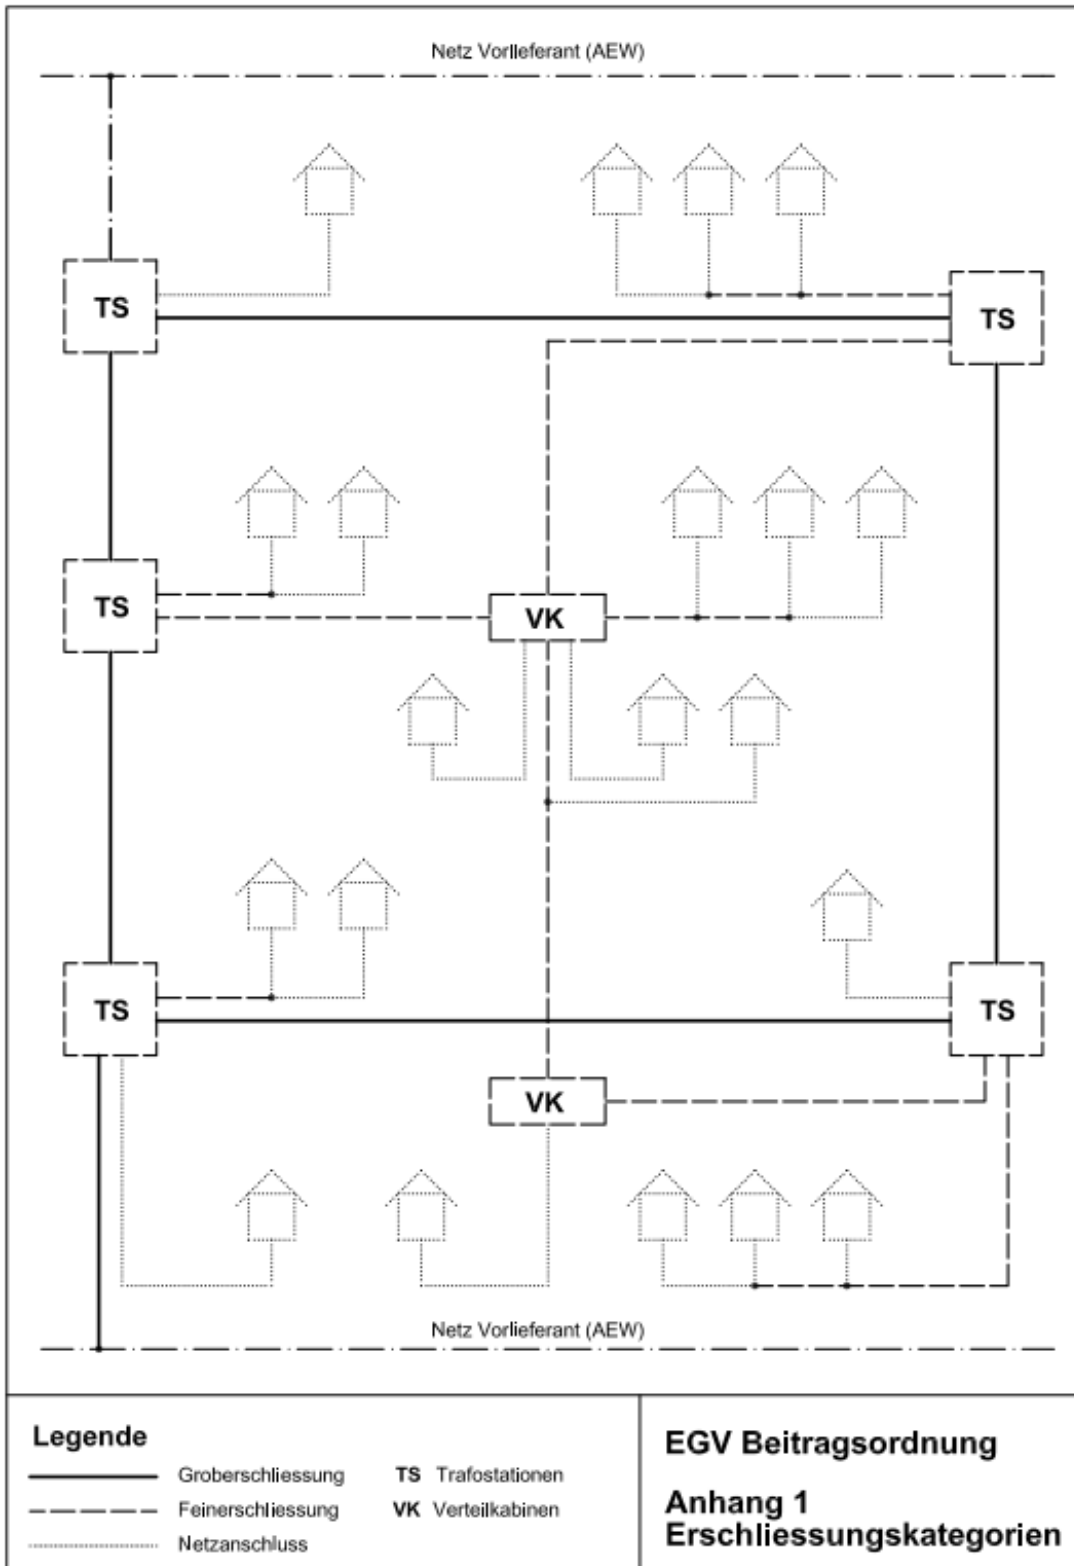 Netz Vorlieferant (AEW)
TS
TS
TS
VK
TS
TS
VK
Netz Vorlieferant (AEW)
Legende
Groberschliessung
TS Trafostationen
Feinerschliessung
VK Verteilkabinen
Netzanschluss
EGV Beitragsordnung
Anhang 1
Erschliessungskategorien